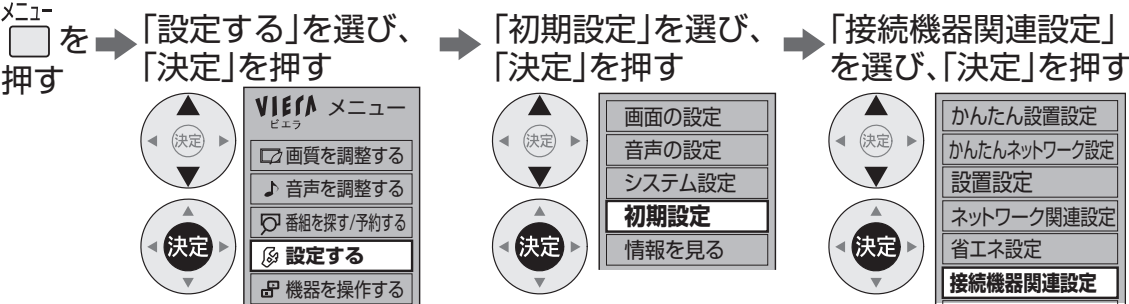 メニュー
を
押す
「設定する」を選び、
「決定」を押す
決定
決定
VIErA メニュー
ビエラ
画質を調整する
音声を調整する
番組を探す/予約する
設定する
機器を操作する
「初期設定」を選び、
「決定」を押す
決定
決定
画面の設定
音声の設定
システム設定
初期設定
情報を見る
「接続機器関連設定」
を選び、「決定」を押す
決定
決定
かんたん設置設定
かんたんネットワーク設定
設置設定
ネットワーク関連設定
省エネ設定
接続機器関連設定